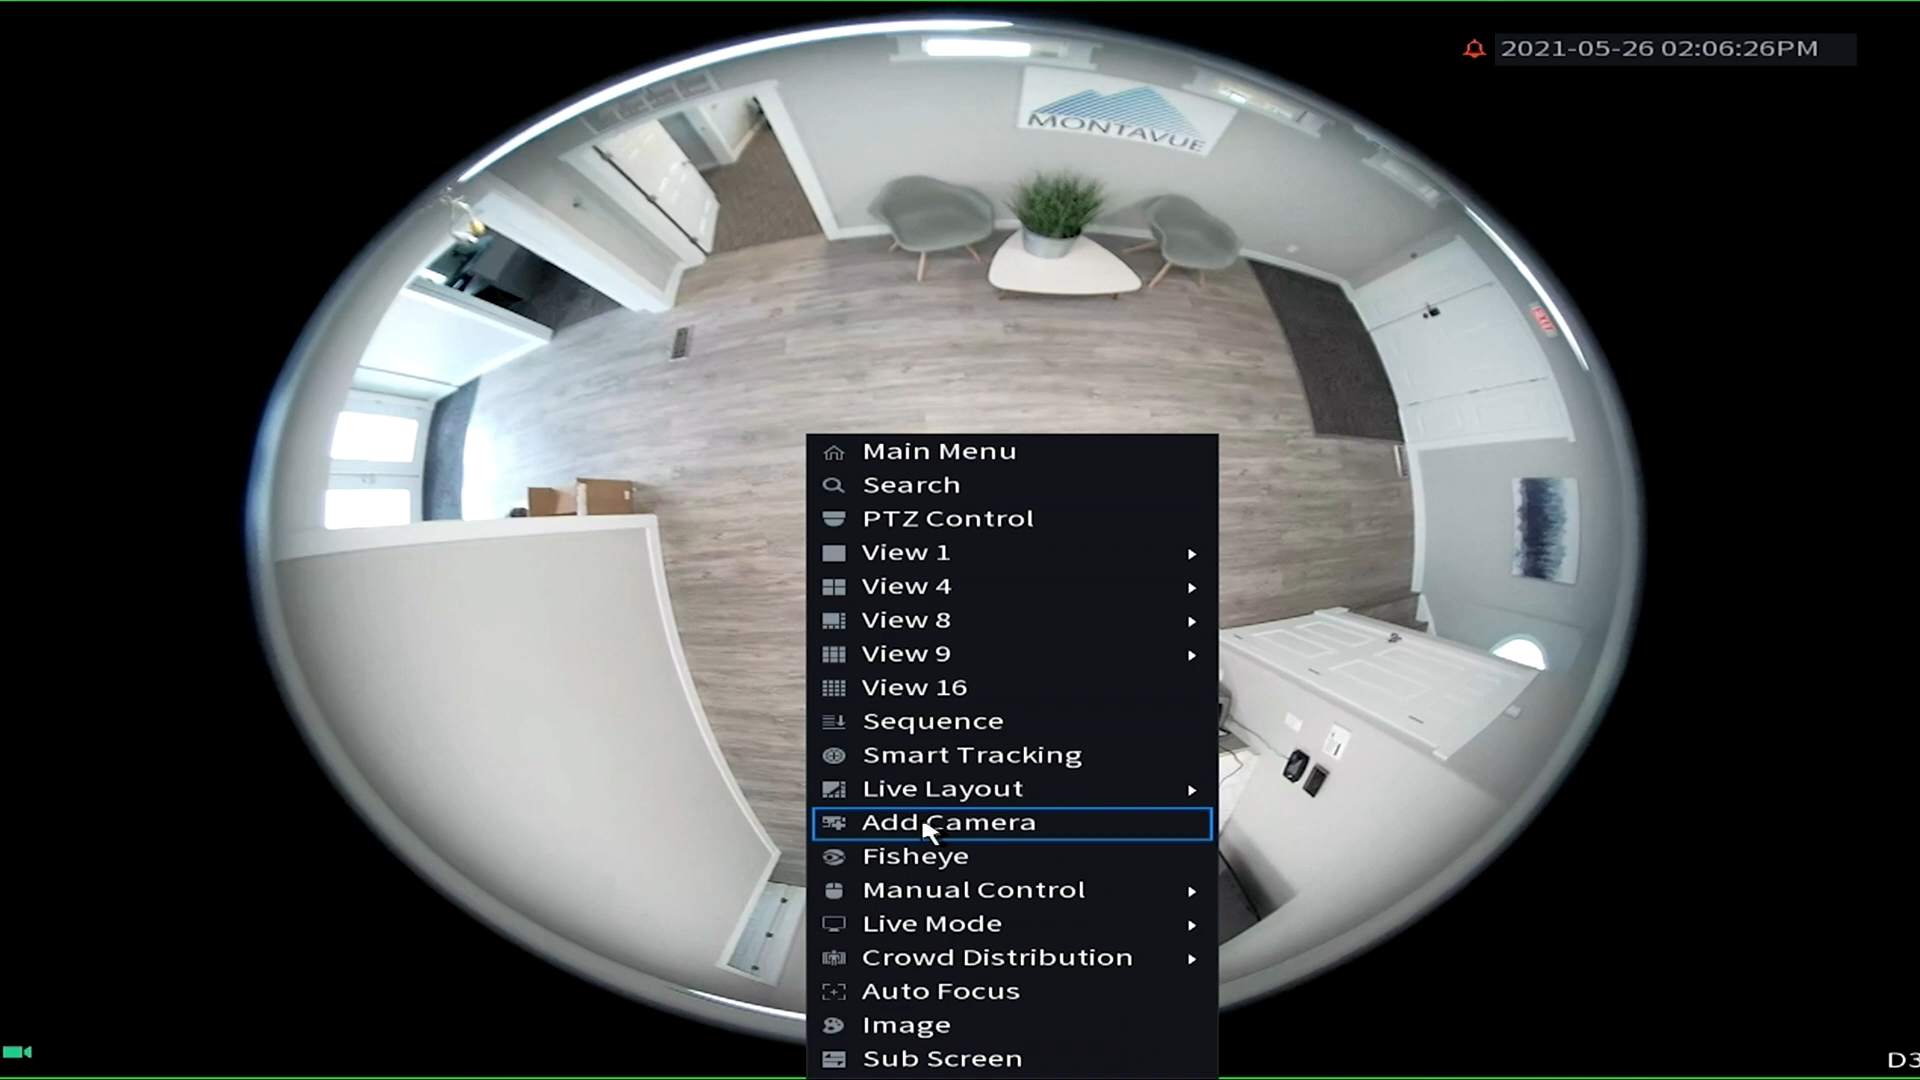 2021-05-26 02:06:26PM
MONTAVUE
EXIT
Main Menu
Search
PTZ Control
View 1
View 4
View 8
View 9
View 16
Sequence
Smart Tracking
Live Layout
Add Camera
Fisheye
Manual Control
Live Mode
Crowd Distribution
Auto Focus
Image
Sub Screen
D3